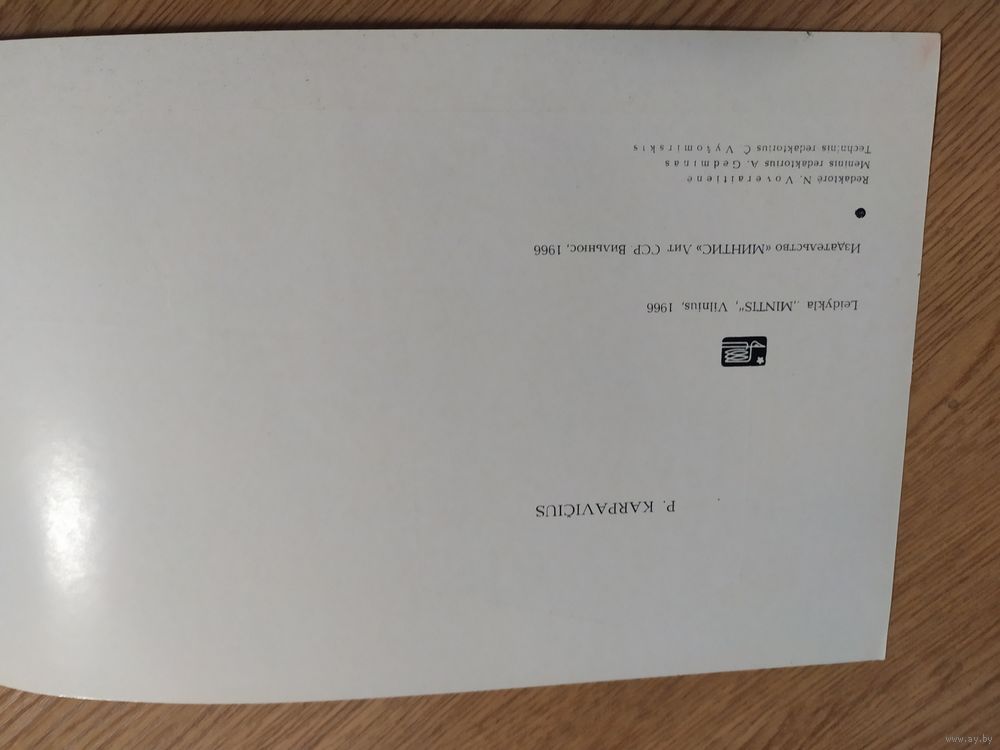 P. KARPAVIČIUS
Leidykla „MINTIS", Vilnius, 1966
Издательство «МИНТИС» Лит ССР. Вильнюс, 1966
Redaktorė N. Voveraitienė
Meninis redaktorius A. Gedminas
Techninis redaktorius Č. Vytomirskis
www.ay.by